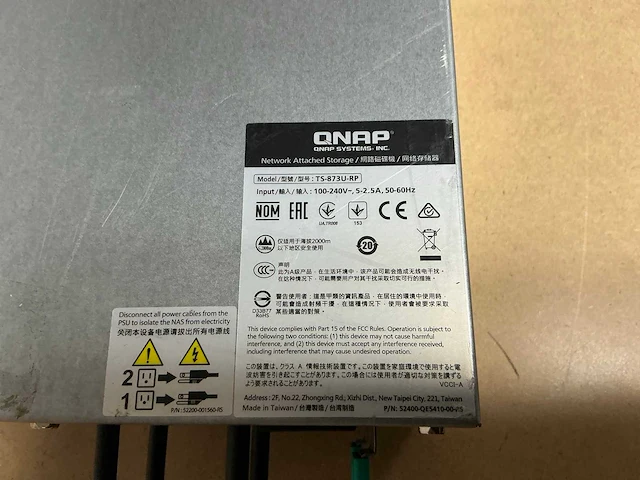 QNAP
QNAP SYSTEMS, INC.
Network Attached Storage / 網路磁碟機 / 网络存储器
Model / 型號 / 型号 : TS-873U-RP
Input / 輸入 / 输入 : 100-240V~, 5-2.5A, 50-60Hz
NOM EAC CE
153
仅适用于海拔2000m
以下地区安全使用
20
CCC
声明
此为A级产品，在生活环境中，该产品可能会造成无线电干扰。
在这种情况下，可能需要用户对其干扰采取切实可行的措施。
警告使用者：這是甲類的資訊產品，在居住的環境中使用時，
可能會造成射頻干擾，在這種情況下，使用者會被要求採取
某些適當的對策。
D33B77
RoHS
This device complies with Part 15 of the FCC Rules. Operation is subject to
the following two conditions: (1) this device may not cause harmful
interference, and (2) this device must accept any interference received,
including interference that may cause undesired operation.
この装置は、クラス A 情報技術装置です。この装置を家庭環境で使用すると電
波妨害を引き起こすことがあります。この場合には使用者が適切な対策を講ずる
よう要求されることがあります。
VCCI-A
Address : 2F, No.22, Zhongxing Rd., Xizhi Dist., New Taipei City, 221, Taiwan
Made in Taiwan / 台灣製造 / 台湾制造
P/N: 52400-QES410-00-RS
Disconnect all power cables from the
PSU to isolate the NAS from electricity
关闭本设备电源请拔出所有电源线
2
1
P/N: 52200-001560-RS